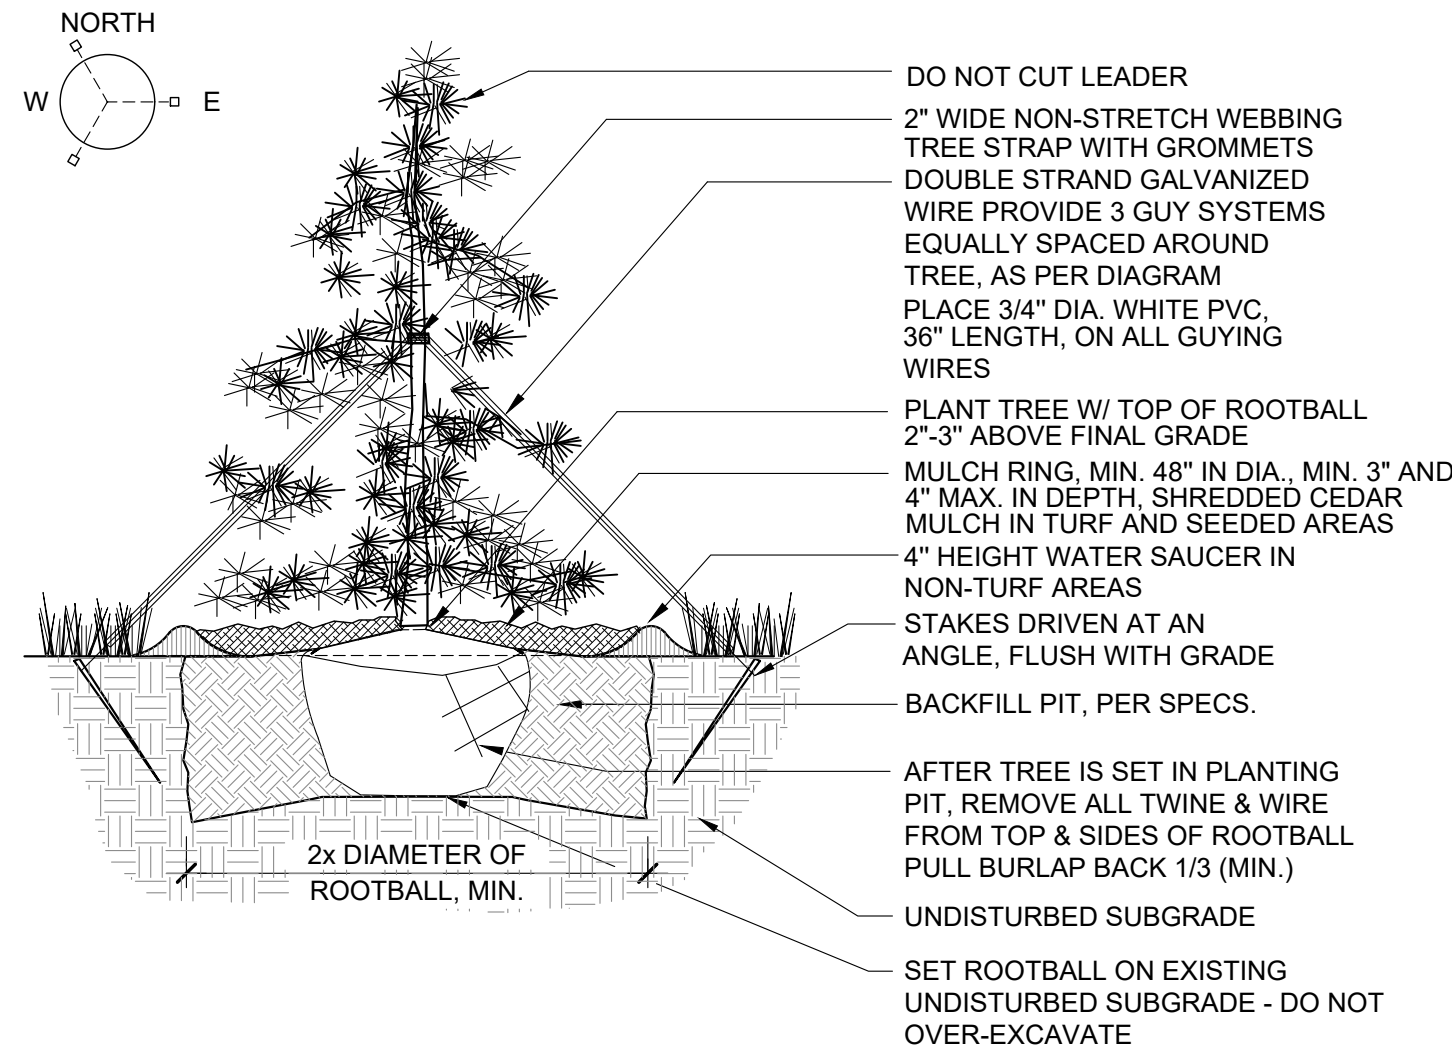 NORTH
W
E
DO NOT CUT LEADER
2" WIDE NON-STRETCH WEBBING
TREE STRAP WITH GROMMETS
DOUBLE STRAND GALVANIZED
WIRE PROVIDE 3 GUY SYSTEMS
EQUALLY SPACED AROUND
TREE, AS PER DIAGRAM
PLACE 3/4" DIA. WHITE PVC,
36" LENGTH, ON ALL GUYING
WIRES
PLANT TREE W/ TOP OF ROOTBALL
2"-3" ABOVE FINAL GRADE
MULCH RING, MIN. 48" IN DIA., MIN. 3" AND
4" MAX. IN DEPTH, SHREDDED CEDAR
MULCH IN TURF AND SEEDED AREAS
4" HEIGHT WATER SAUCER IN
NON-TURF AREAS
STAKES DRIVEN AT AN
ANGLE, FLUSH WITH GRADE
BACKFILL PIT, PER SPECS.
AFTER TREE IS SET IN PLANTING
PIT, REMOVE ALL TWINE & WIRE
FROM TOP & SIDES OF ROOTBALL
PULL BURLAP BACK 1/3 (MIN.)
UNDISTURBED SUBGRADE
SET ROOTBALL ON EXISTING
UNDISTURBED SUBGRADE - DO NOT
OVER-EXCAVATE
2x DIAMETER OF
ROOTBALL, MIN.